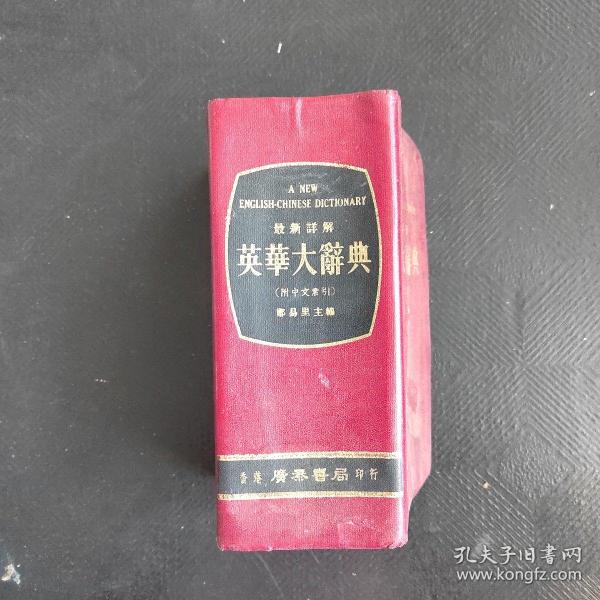 A NEW
ENGLISH-CHINESE DICTIONARY
最新詳解
英華大辭典
(附中文索引)
鄭易里主編
香港 廣泰書局 印行
典
孔夫子旧书网
www.kongfz.com